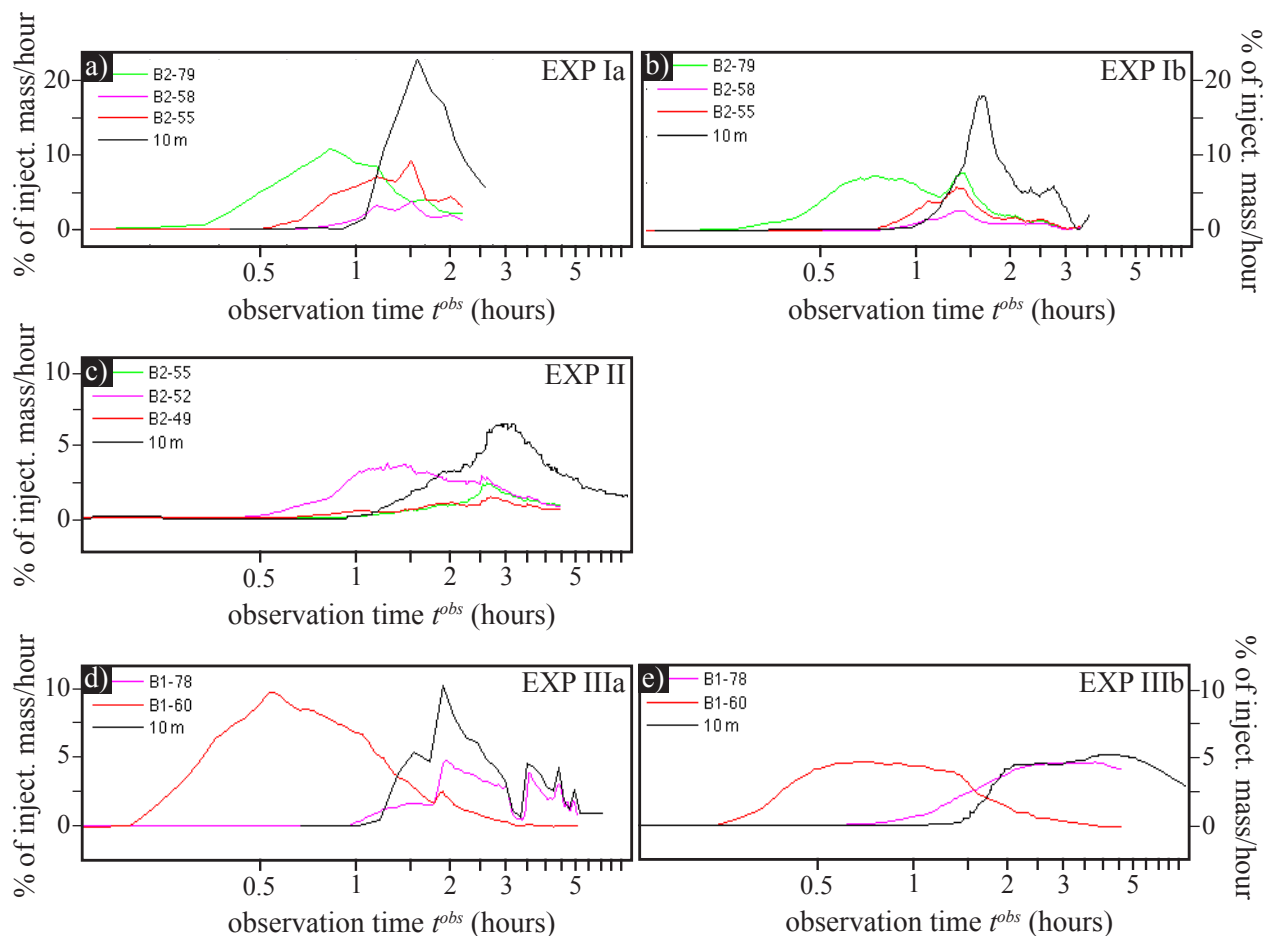 a)
EXP Ia
B2-79
B2-58
B2-55
10 m
% of inject. mass/hour
20
10
0
0.5 1 2 3 5
observation time t^obs (hours)
b)
EXP Ib
B2-79
B2-58
B2-55
10 m
% of inject. mass/hour
20
10
0
0.5 1 2 3 5
observation time t^obs (hours)
c)
EXP II
B2-55
B2-52
B2-49
10 m
% of inject. mass/hour
10
5
0
0.5 1 2 3 5
observation time t^obs (hours)
d)
EXP IIIa
B1-78
B1-60
10 m
% of inject. mass/hour
10
5
0
0.5 1 2 3 5
observation time t^obs (hours)
e)
EXP IIIb
B1-78
B1-60
10 m
% of inject. mass/hour
10
5
0
0.5 1 2 3 5
observation time t^obs (hours)